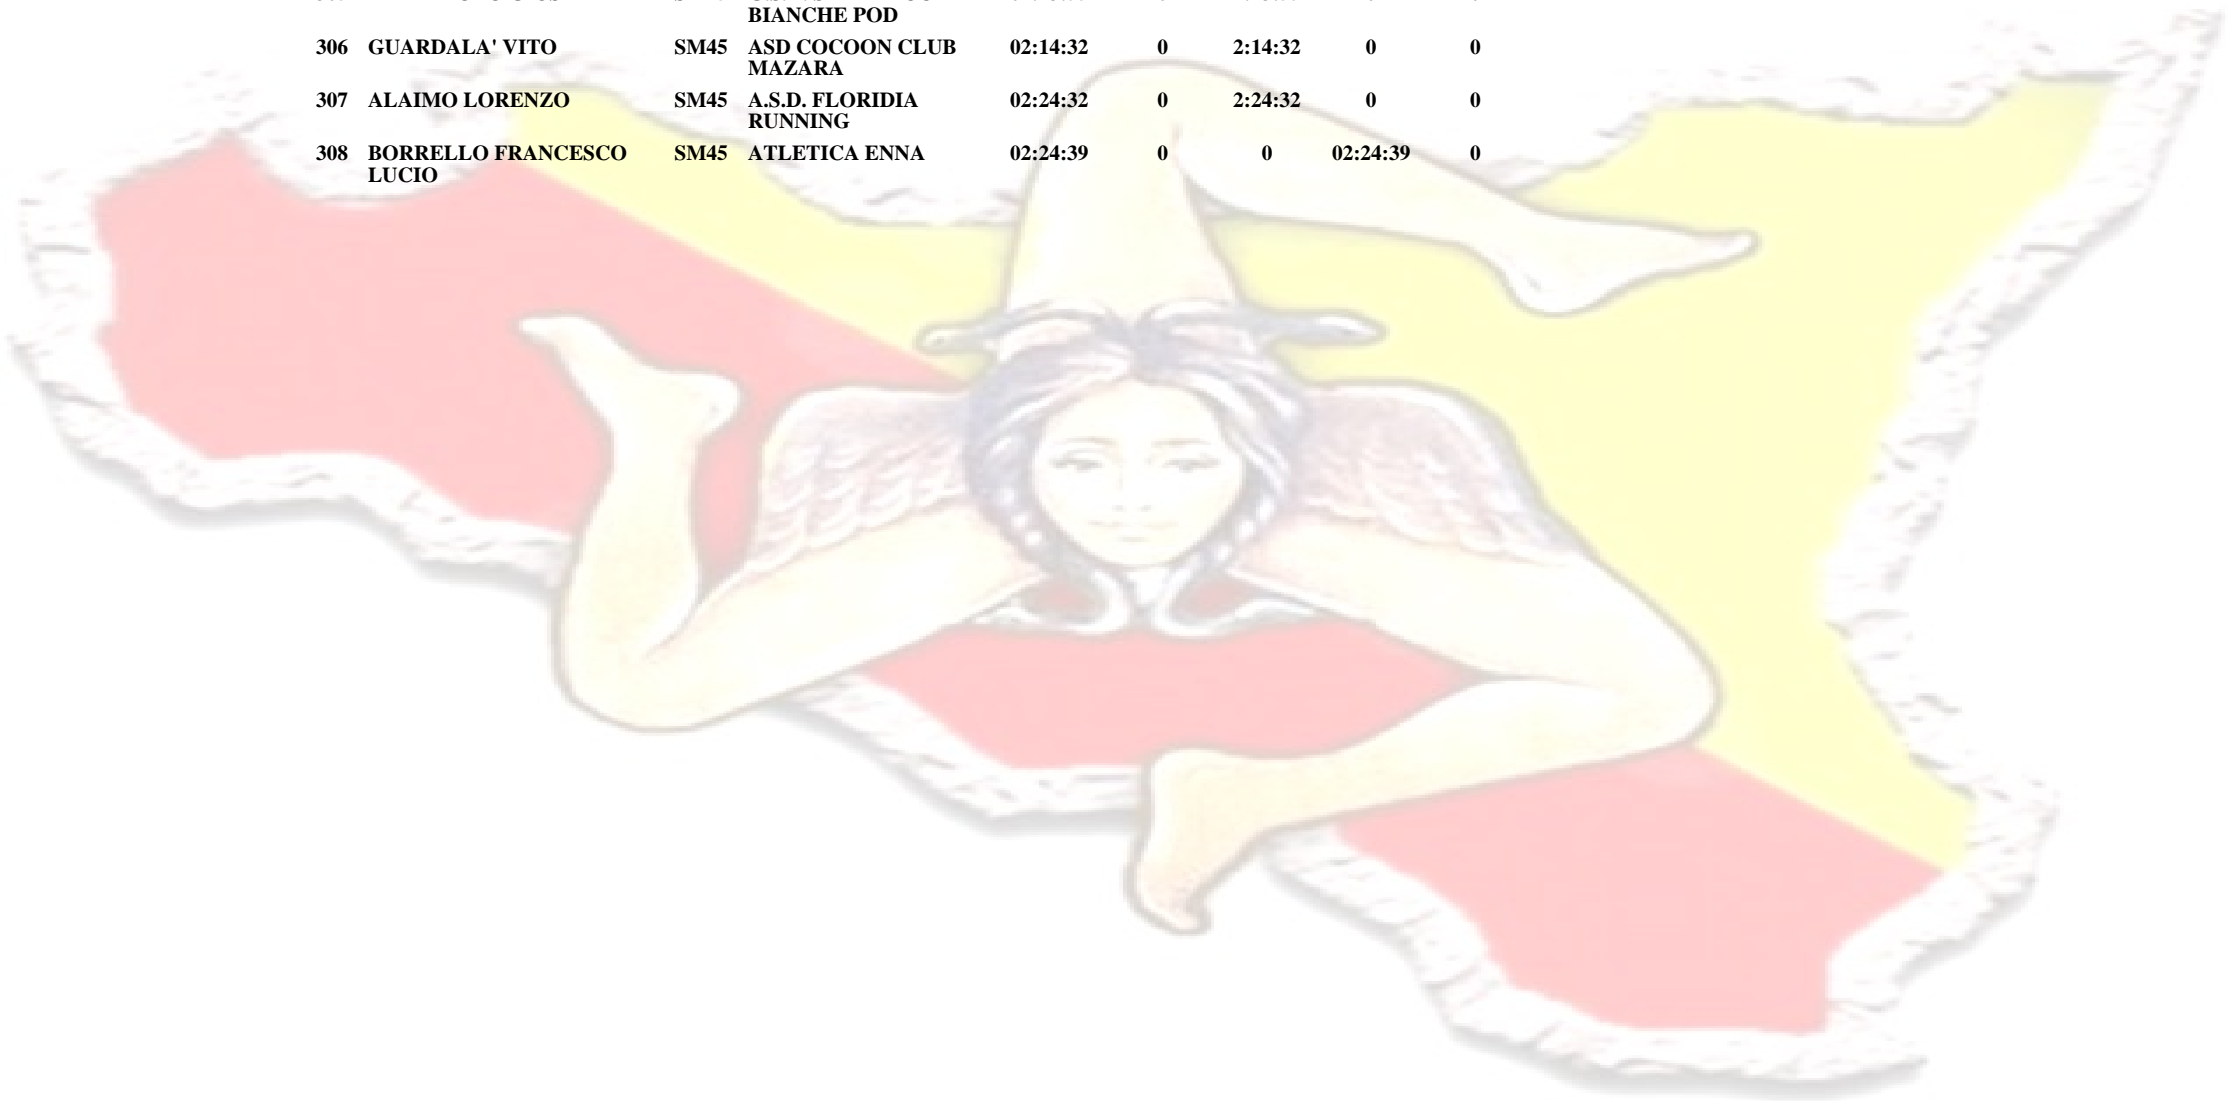 BIANCHE POD
306 GUARDALA' VITO SM45 ASD COCOON CLUB 02:14:32 0 2:14:32 0 0
MAZARA
307 ALAIMO LORENZO SM45 A.S.D. FLORIDIA 02:24:32 0 2:24:32 0 0
RUNNING
308 BORRELLO FRANCESCO SM45 ATLETICA ENNA 02:24:39 0 0 02:24:39 0
LUCIO